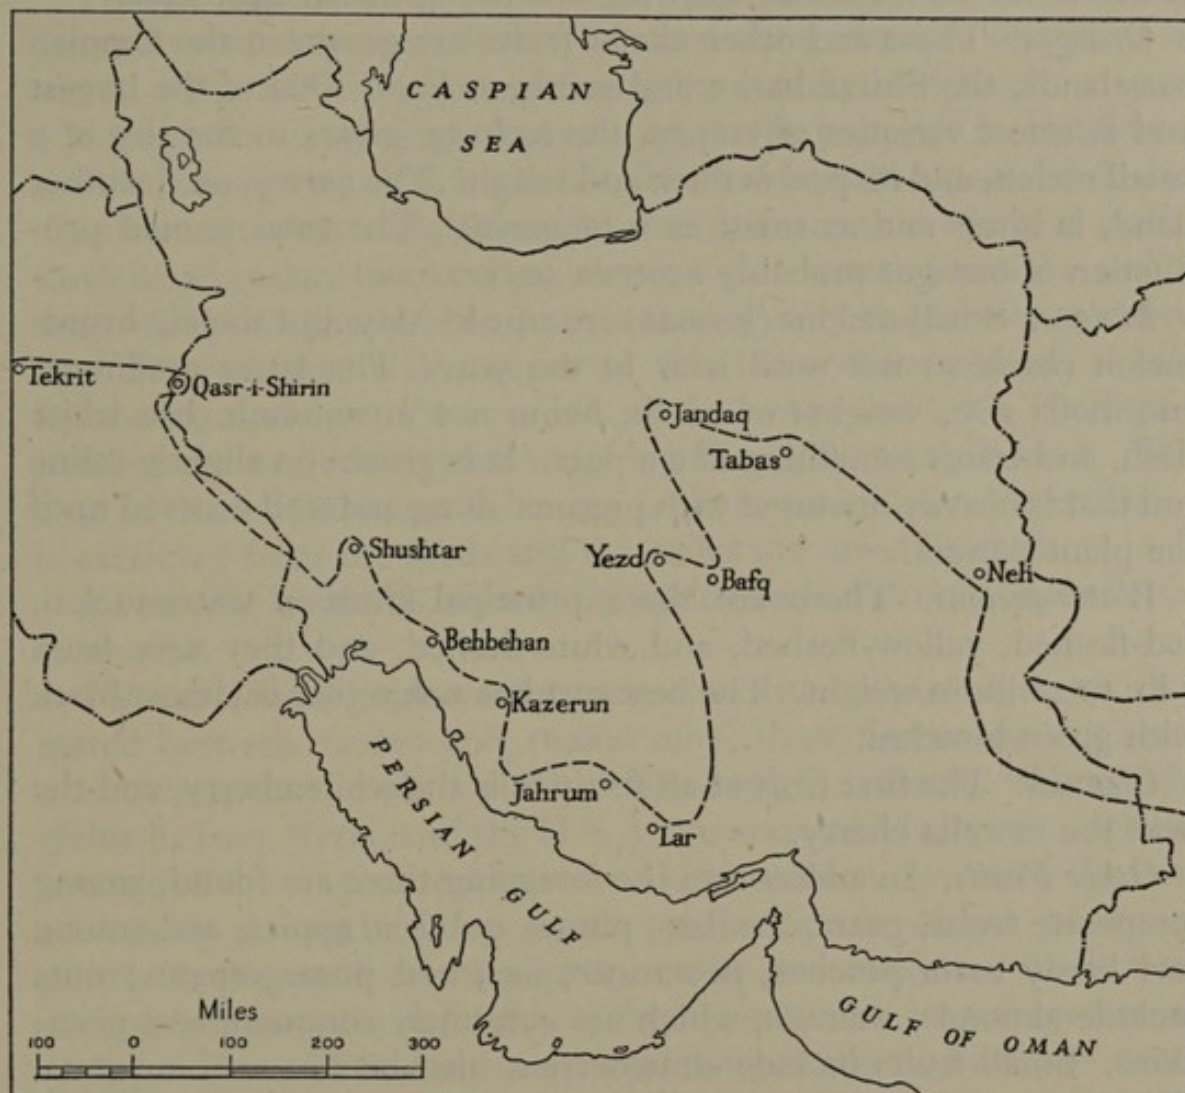 CASPIAN
SEA
Tekrit
Qasr-i-Shirin
Jandaq
Tabas
Shushtar
Yezd
Bafq
Neh
Behbehan
Kazerun
PERSIAN
GULF
Jahrum
Lar
GULF OF OMAN
Miles
100 0 100 200 300